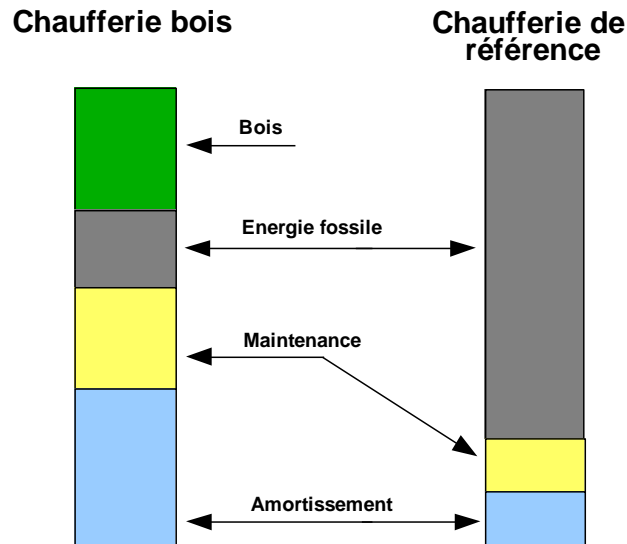 Chaufferie bois
Chaufferie de
référence
Bois
Energie fossile
Maintenance
Amortissement